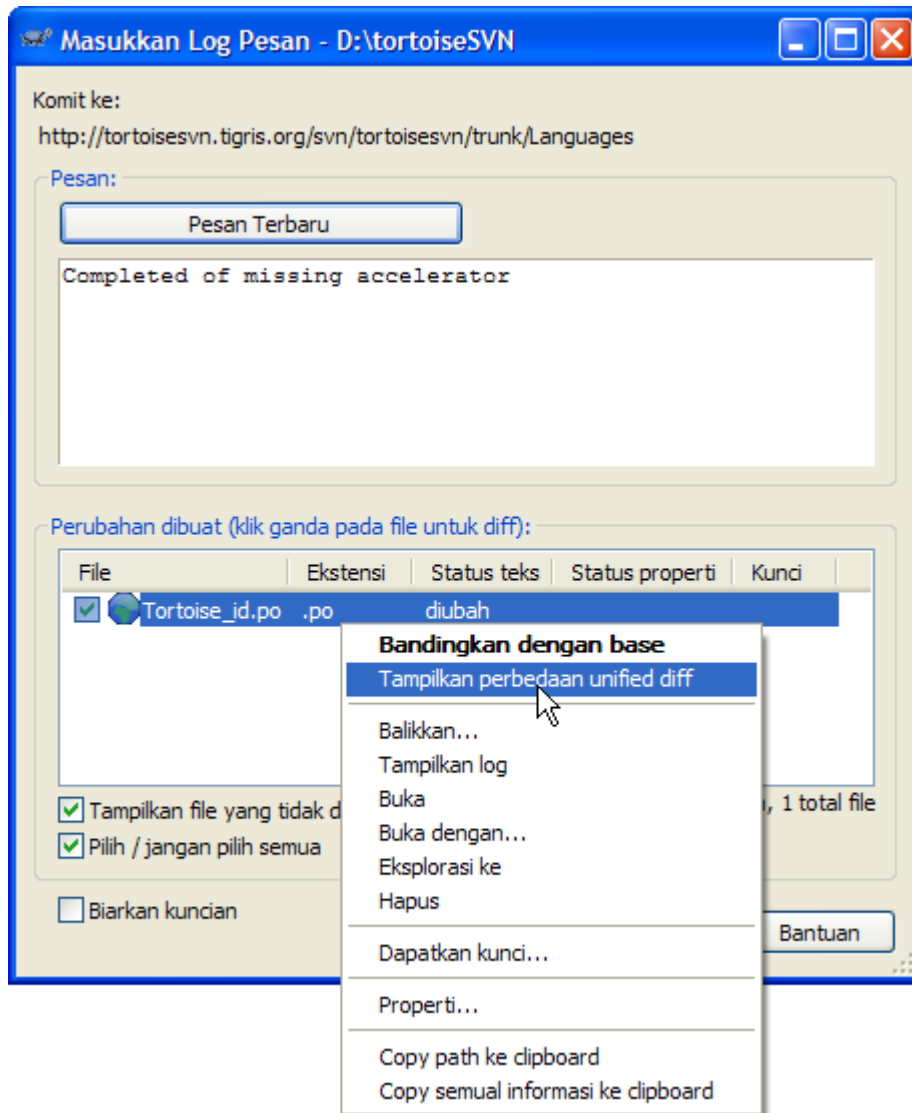 Masukkan Log Pesan - D:\tortoiseSVN
Komit ke:
http://tortoisesvn.tigris.org/svn/tortoisesvn/trunk/Languages
Pesan:
Pesan Terbaru
Completed of missing accelerator
Perubahan dibuat (klik ganda pada file untuk diff):
File Ekstensi Status teks Status properti Kunci
Tortoise_id.po .po diubah
Bandingkan dengan base
Tampilkan perbedaan unified diff
Balikkan...
Tampilkan log
Buka
Buka dengan...
Eksplorasi ke
Hapus
Dapatkan kunci...
Properti...
Copy path ke clipboard
Copy semual informasi ke clipboard
Tampilkan file yang tidak
, 1 total file
Pilih / jangan pilih semua
Biarkan kuncian
Bantuan